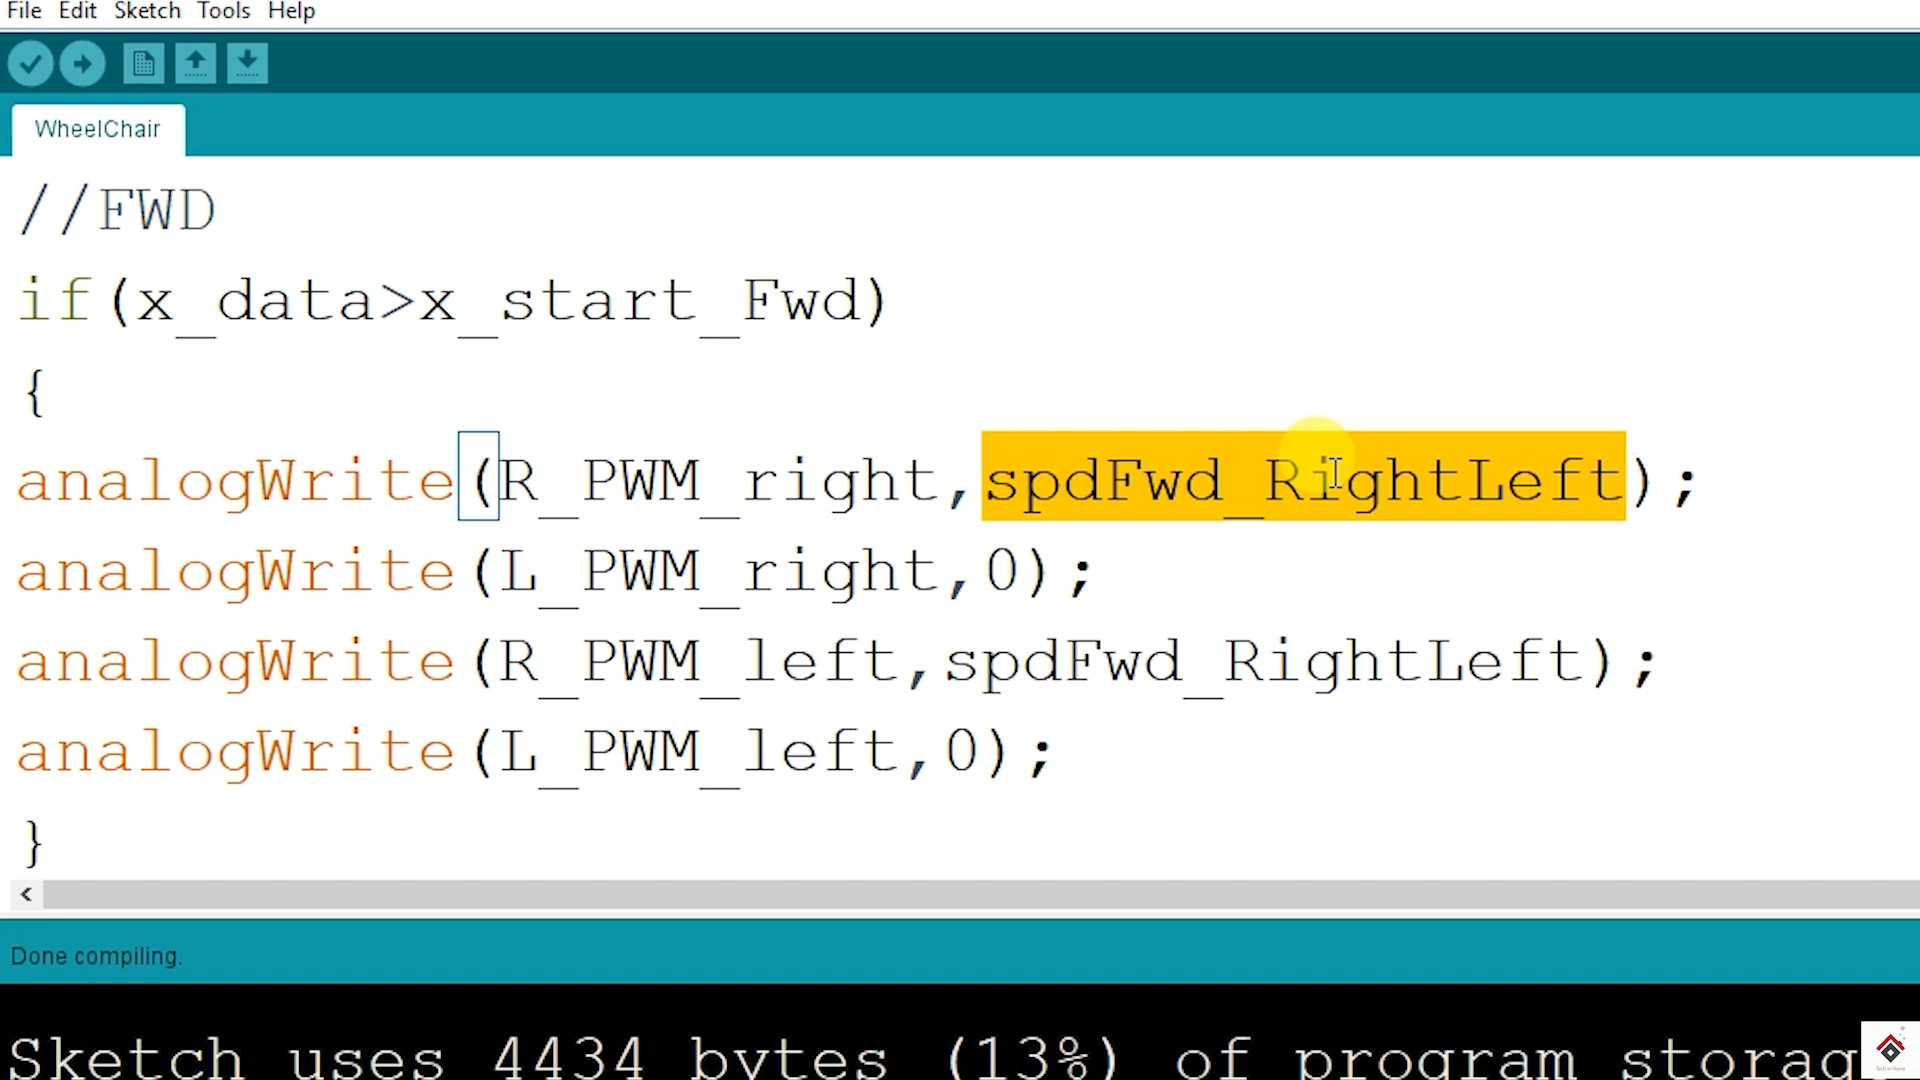 File Edit Sketch Tools Help
WheelChair
//FWD
if(x_data>x_start_Fwd)
{
analogWrite(R_PWM_right,spdFwd_RightLeft);
analogWrite(L_PWM_right,0);
analogWrite(R_PWM_left,spdFwd_RightLeft);
analogWrite(L_PWM_left,0);
}
Done compiling.
Sketch uses 4434 bytes (13%) of program storag